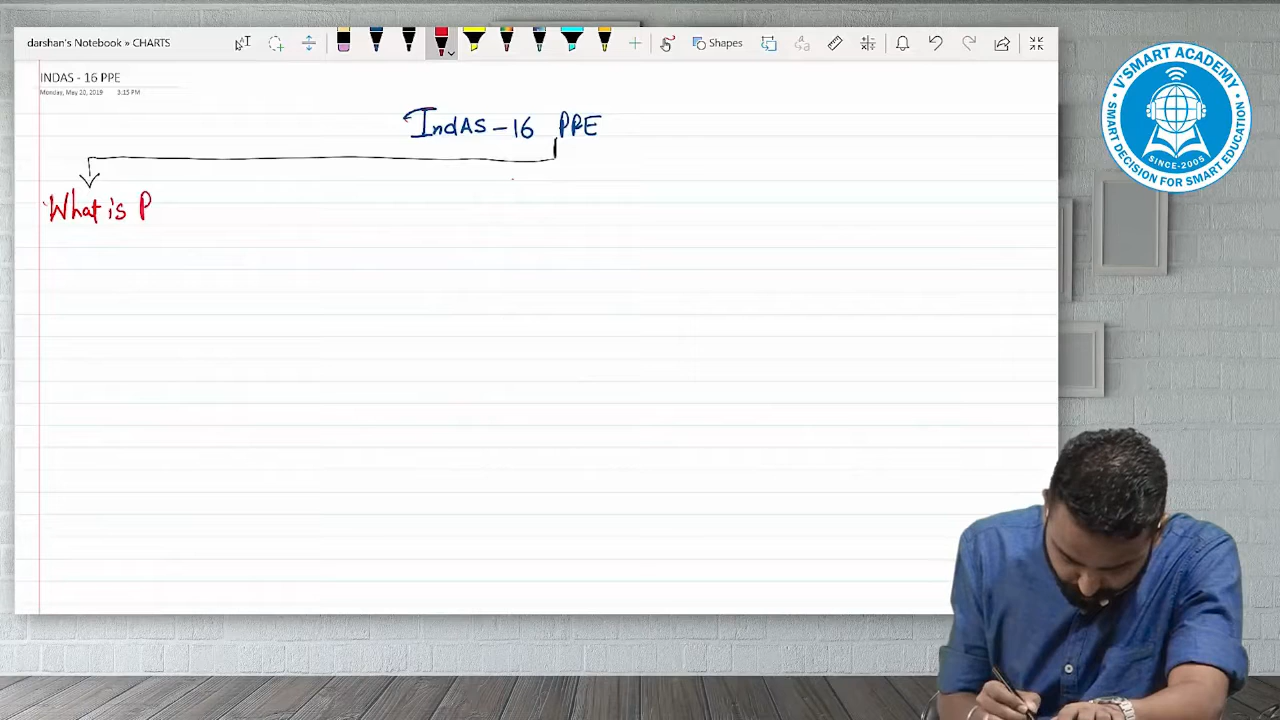 darshan's Notebook » CHARTS
Shapes
INDAS - 16 PPE
Monday, May 20, 2019 3:15 PM
IndAS - 16 PPE
What is P
V'SMART ACADEMY
SINCE-2005
SMART DECISION FOR SMART EDUCATION